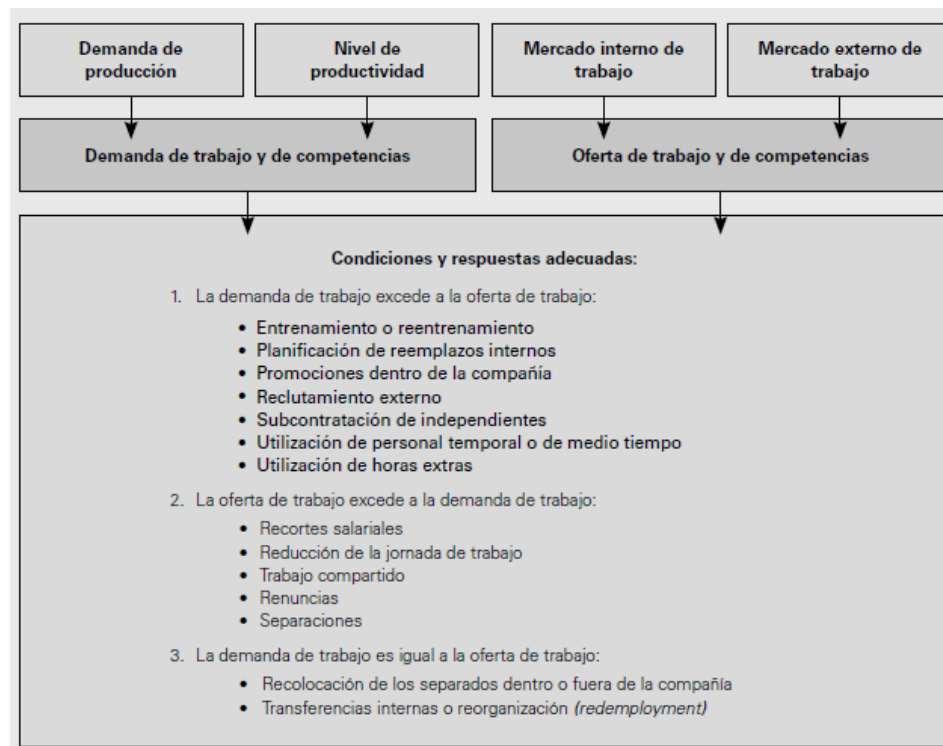 Demanda de
producción
Nivel de
productividad
Mercado interno de
trabajo
Mercado externo de
trabajo
Demanda de trabajo y de competencias
Oferta de trabajo y de competencias
Condiciones y respuestas adecuadas:
1. La demanda de trabajo excede a la oferta de trabajo:
• Entrenamiento o reentrenamiento
• Planificación de reemplazos internos
• Promociones dentro de la compañía
• Reclutamiento externo
• Subcontratación de independientes
• Utilización de personal temporal o de medio tiempo
• Utilización de horas extras
2. La oferta de trabajo excede a la demanda de trabajo:
• Recortes salariales
• Reducción de la jornada de trabajo
• Trabajo compartido
• Renuncias
• Separaciones
3. La demanda de trabajo es igual a la oferta de trabajo:
• Recolocación de los separados dentro o fuera de la compañía
• Transferencias internas o reorganización (redemployment)